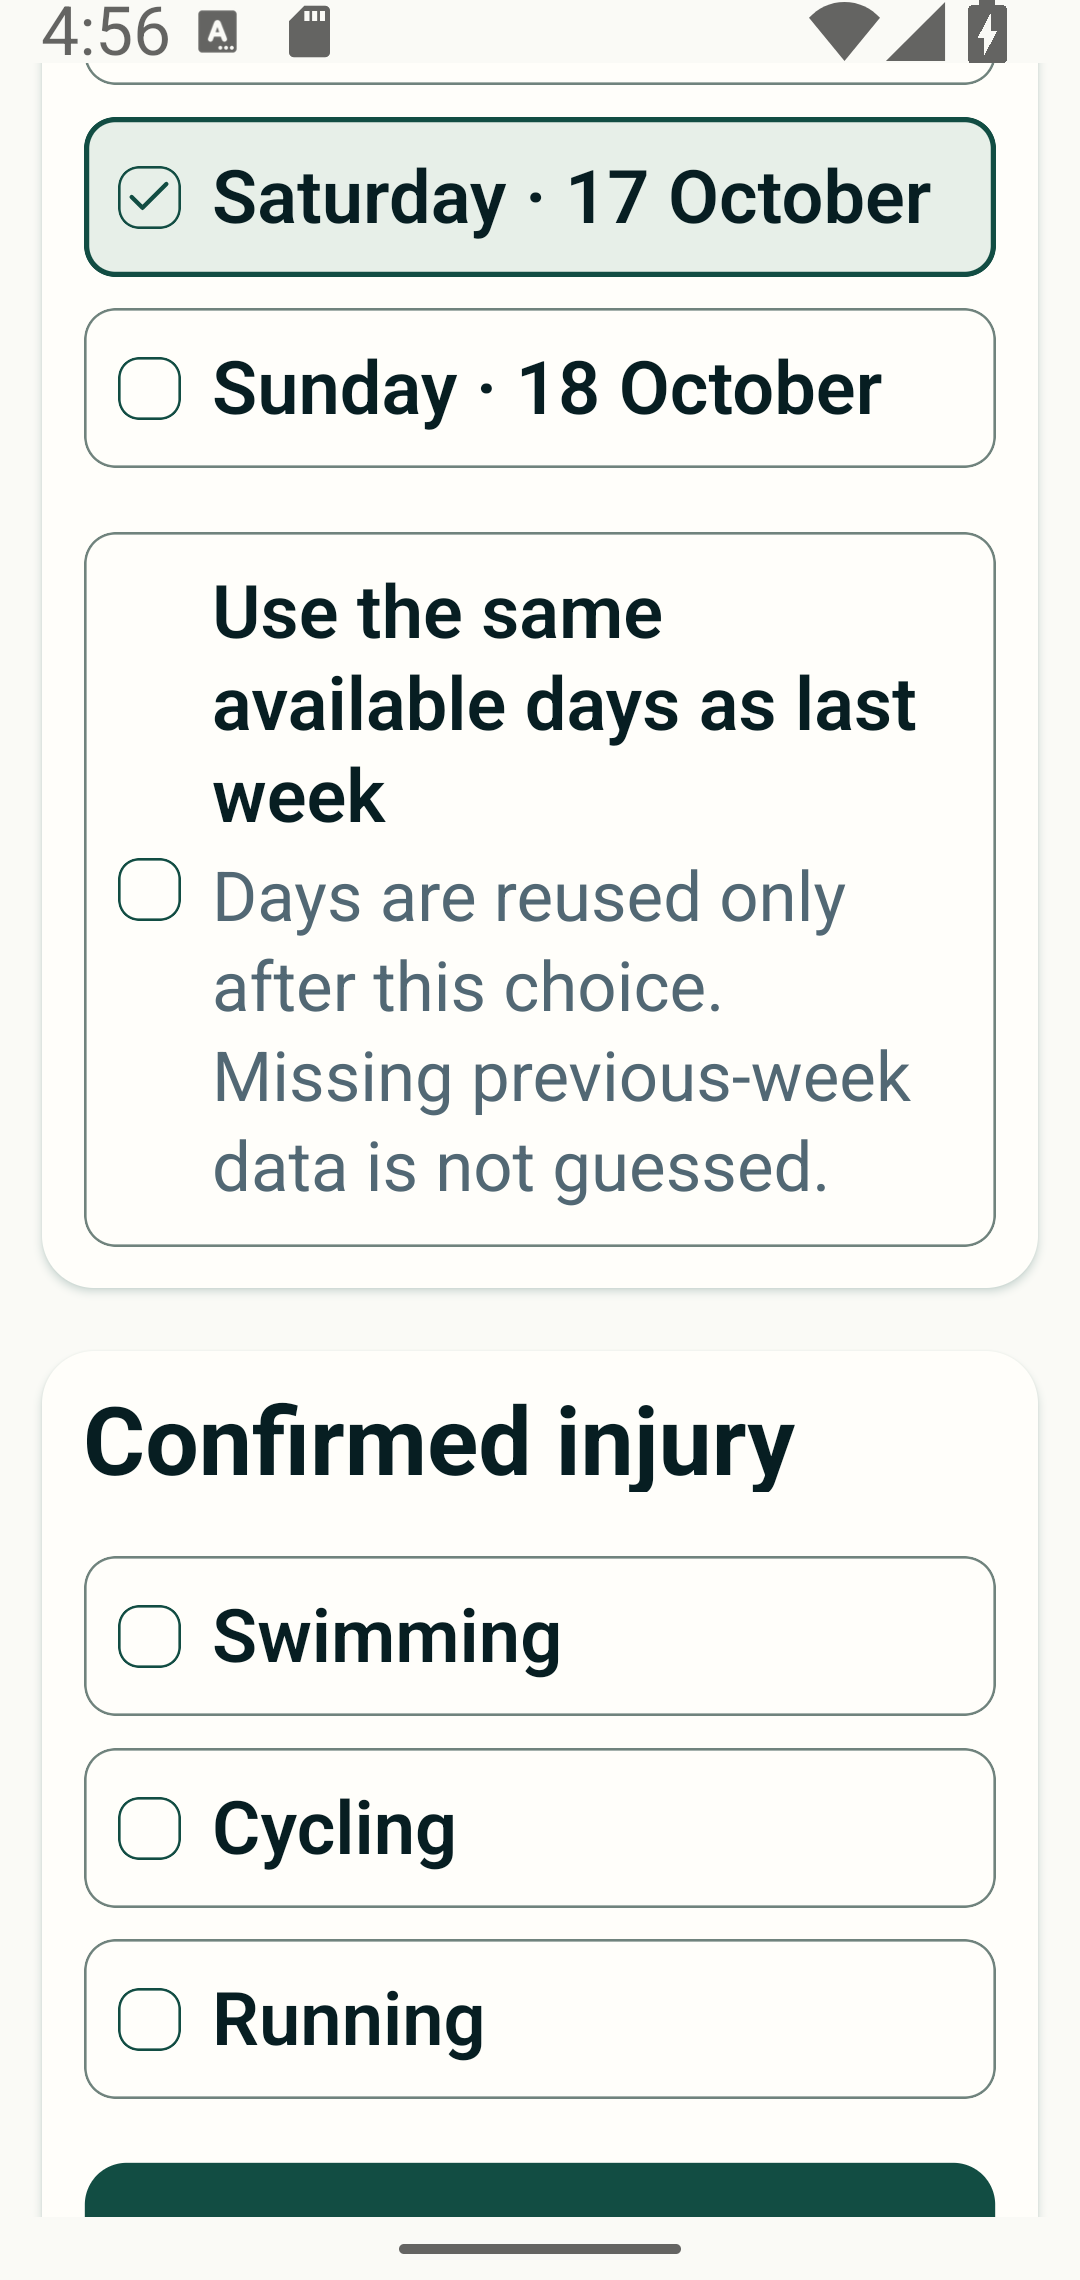 4:56
Saturday · 17 October
Sunday · 18 October
Use the same
available days as last
week
Days are reused only
after this choice.
Missing previous-week
data is not guessed.
Confirmed injury
Swimming
Cycling
Running